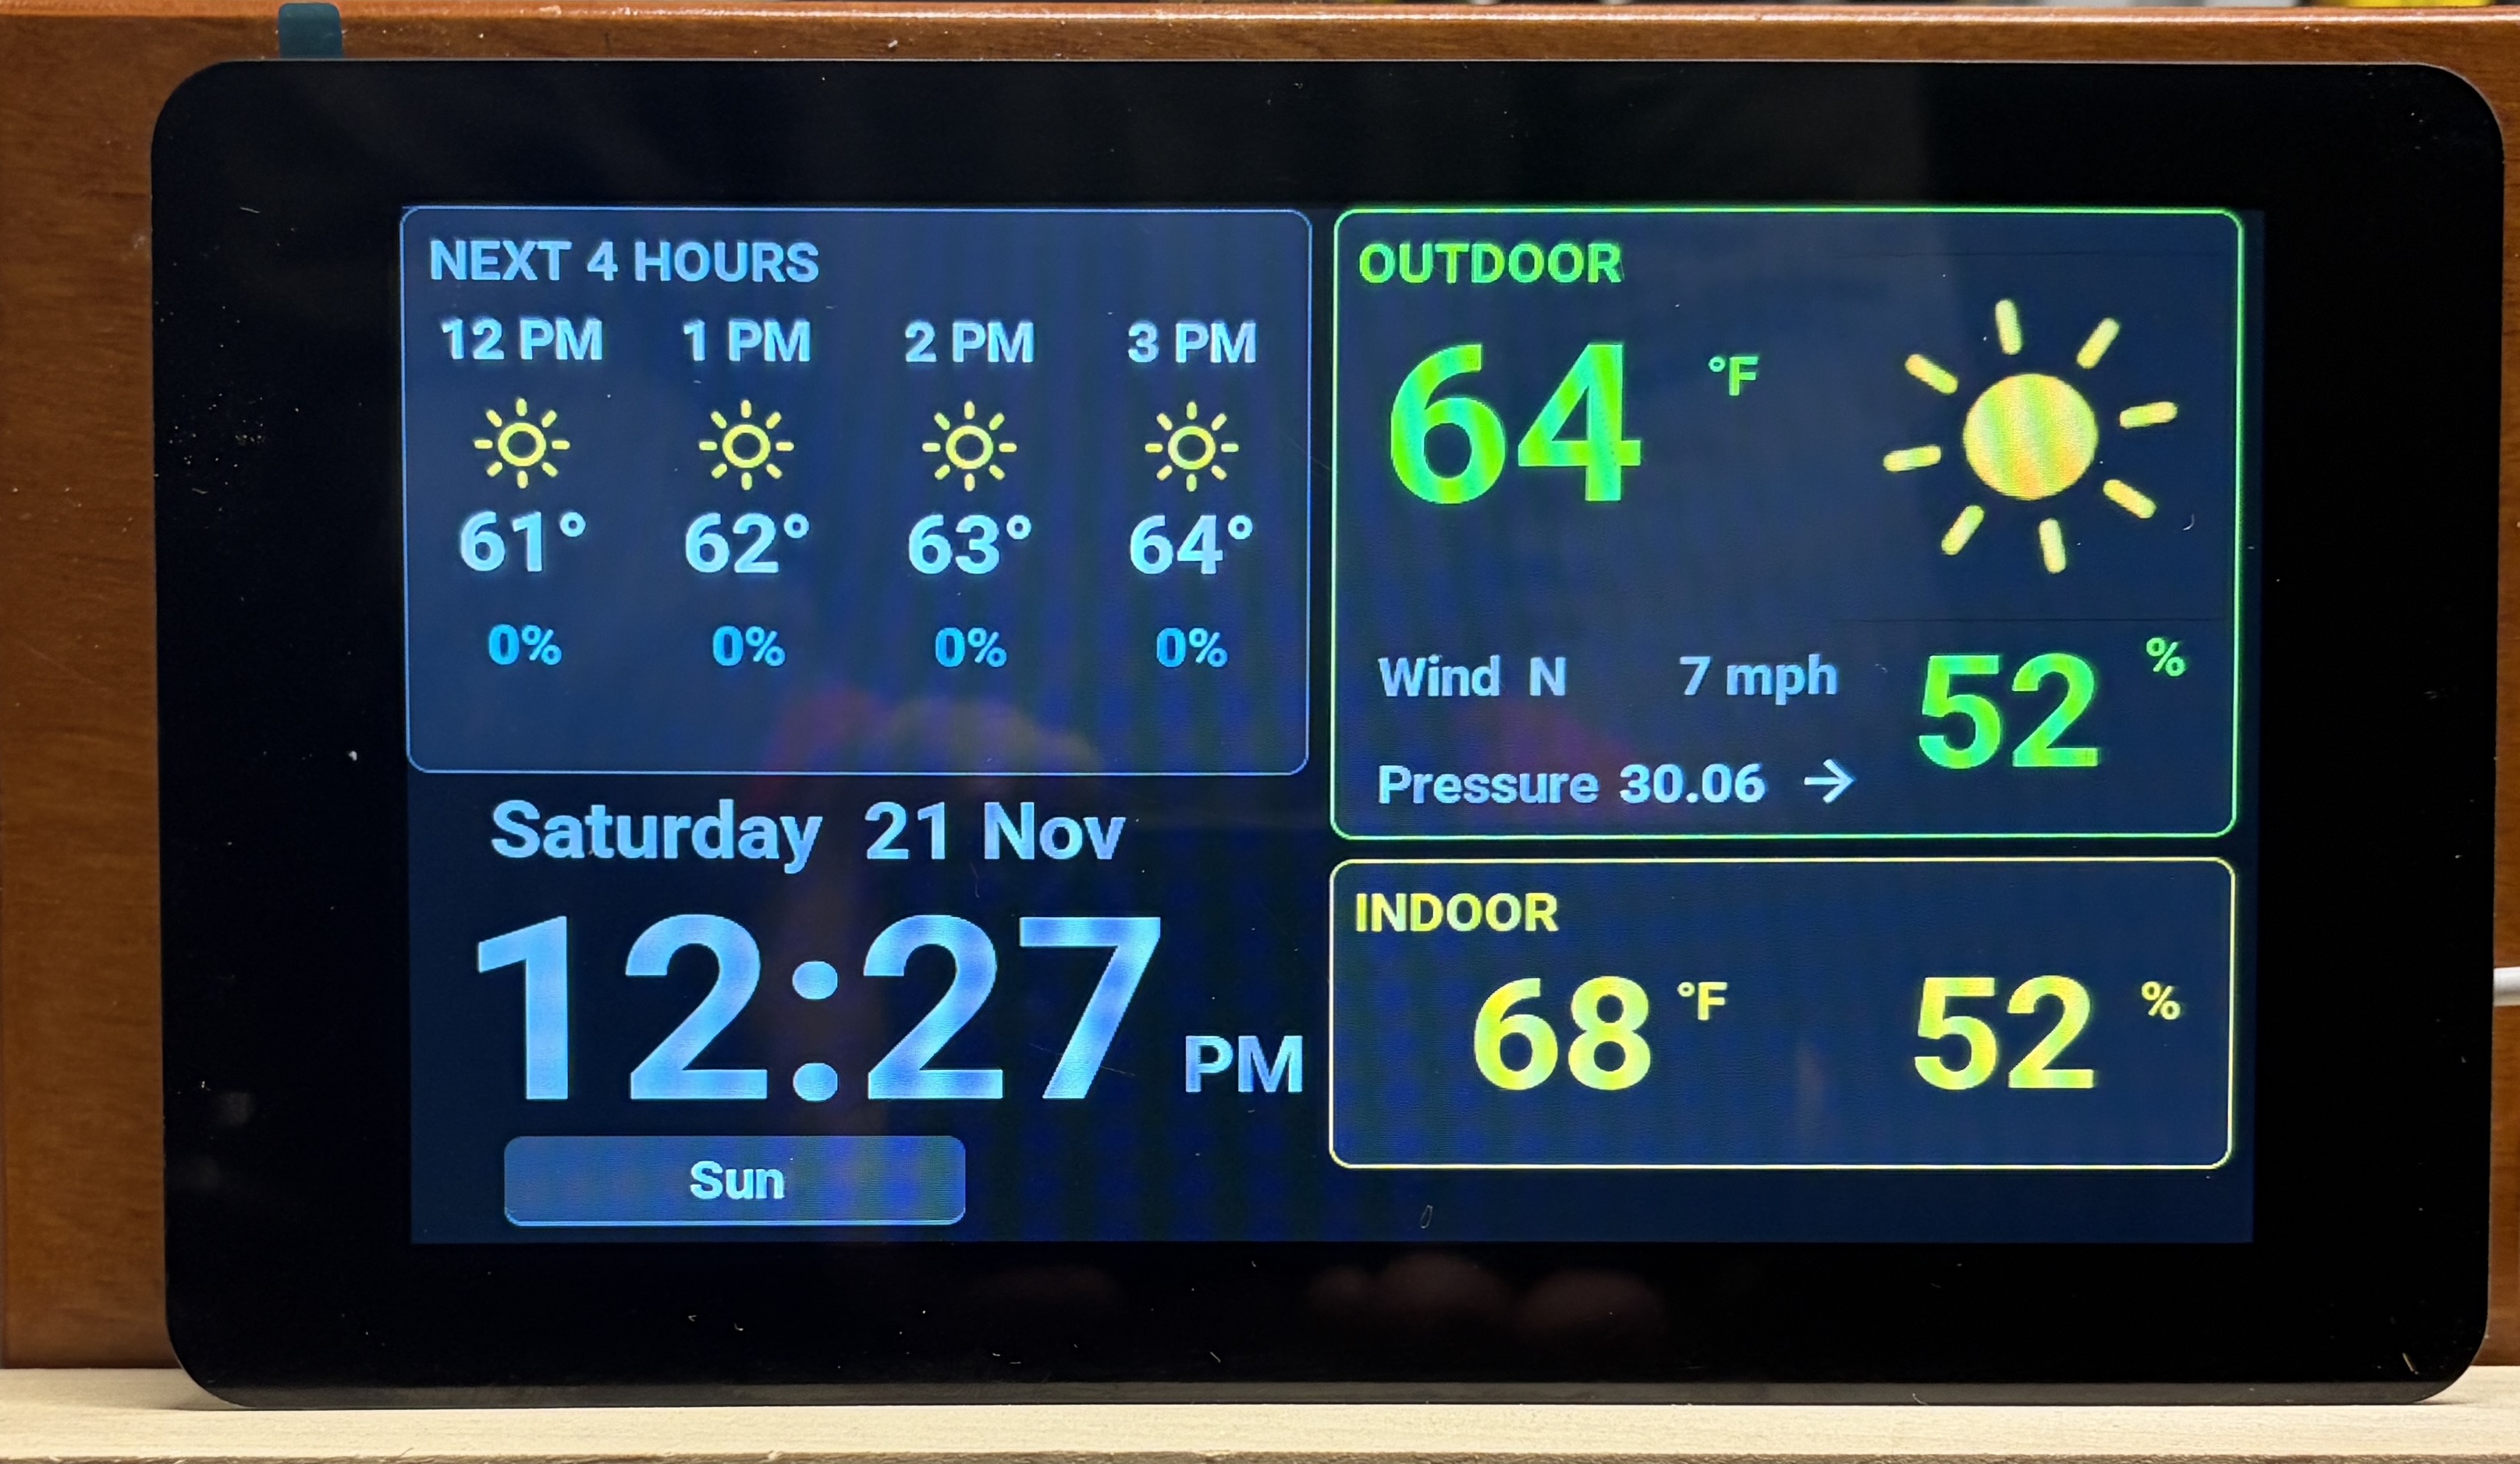 NEXT 4 HOURS
12 PM 1 PM 2 PM 3 PM
61° 62° 63° 64°
0% 0% 0% 0%
Saturday 21 Nov
12:27 PM
Sun
OUTDOOR
64 °F
Wind N 7 mph
52 %
Pressure 30.06 →
INDOOR
68 °F 52 %